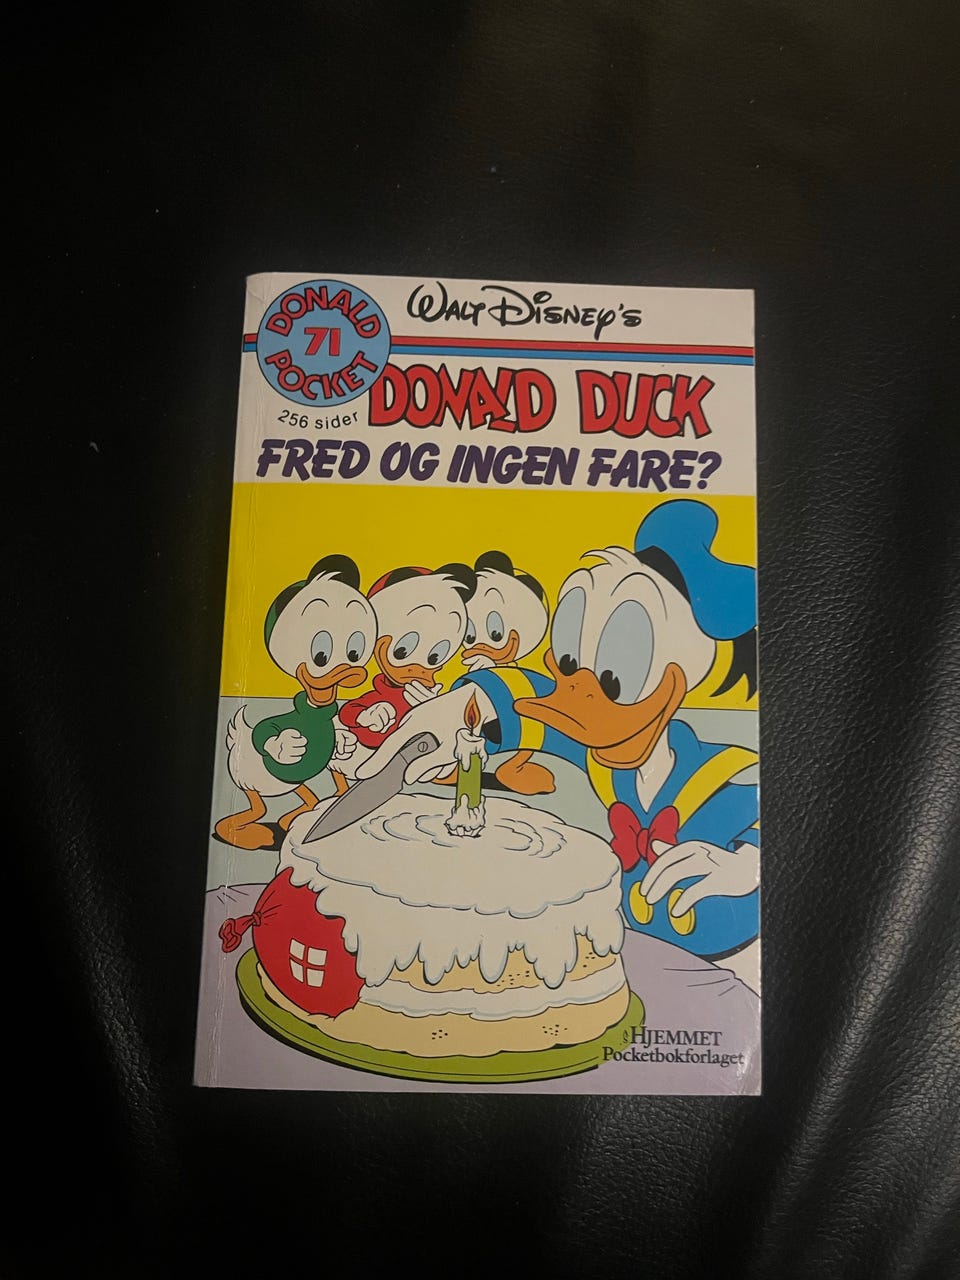 WALT DISNEY'S
DONALD
71
POCKET
256 sider
DONALD DUCK
FRED OG INGEN FARE?
HJEMMET
Pocketbokforlaget